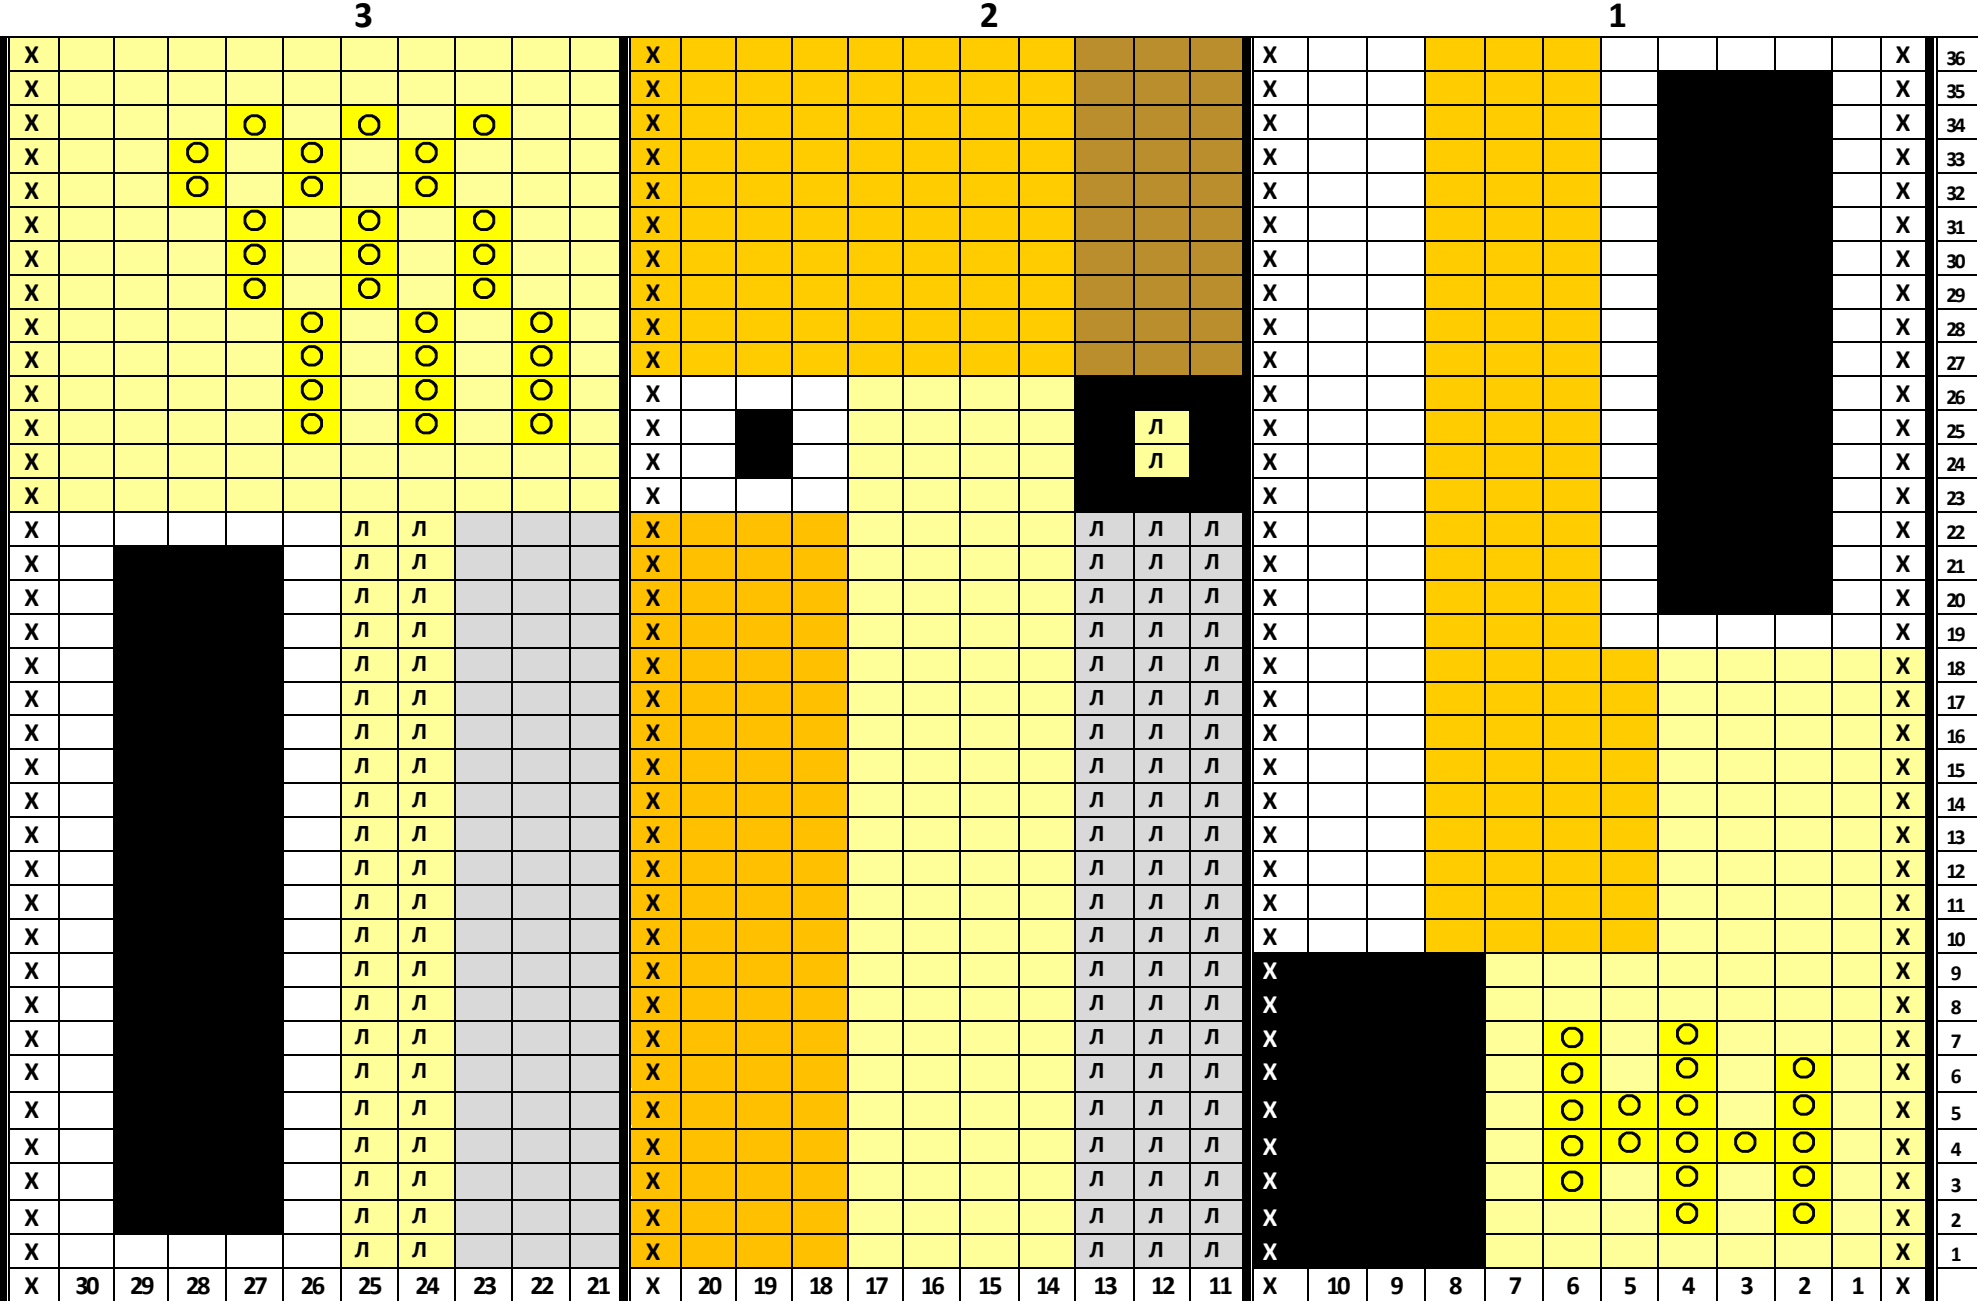 3 2 1
X X X X 36
X X X X 35
X O O O X X X 34
X O O O X X X 33
X O O O X X X 32
X O O O X X X 31
X O O O X X X 30
X O O O X X X 29
X O O O X X X 28
X O O O X X X 27
X O O O X X X 26
X O O O X Л X X 25
X X Л X X 24
X X X X 23
X Л Л X Л Л Л X X 22
X Л Л X Л Л Л X X 21
X Л Л X Л Л Л X X 20
X Л Л X Л Л Л X X 19
X Л Л X Л Л Л X X 18
X Л Л X Л Л Л X X 17
X Л Л X Л Л Л X X 16
X Л Л X Л Л Л X X 15
X Л Л X Л Л Л X X 14
X Л Л X Л Л Л X X 13
X Л Л X Л Л Л X X 12
X Л Л X Л Л Л X X 11
X Л Л X Л Л Л X X 10
X Л Л X Л Л Л X X 9
X Л Л X Л Л Л X X 8
X Л Л X Л Л Л X O O X 7
X Л Л X Л Л Л X O O O X 6
X Л Л X Л Л Л X O O O O X 5
X Л Л X Л Л Л X O O O O O X 4
X Л Л X Л Л Л X O O O X 3
X Л Л X Л Л Л X O O X 2
X Л Л X Л Л Л X X 1
X 30 29 28 27 26 25 24 23 22 21 X 20 19 18 17 16 15 14 13 12 11 X 10 9 8 7 6 5 4 3 2 1 X